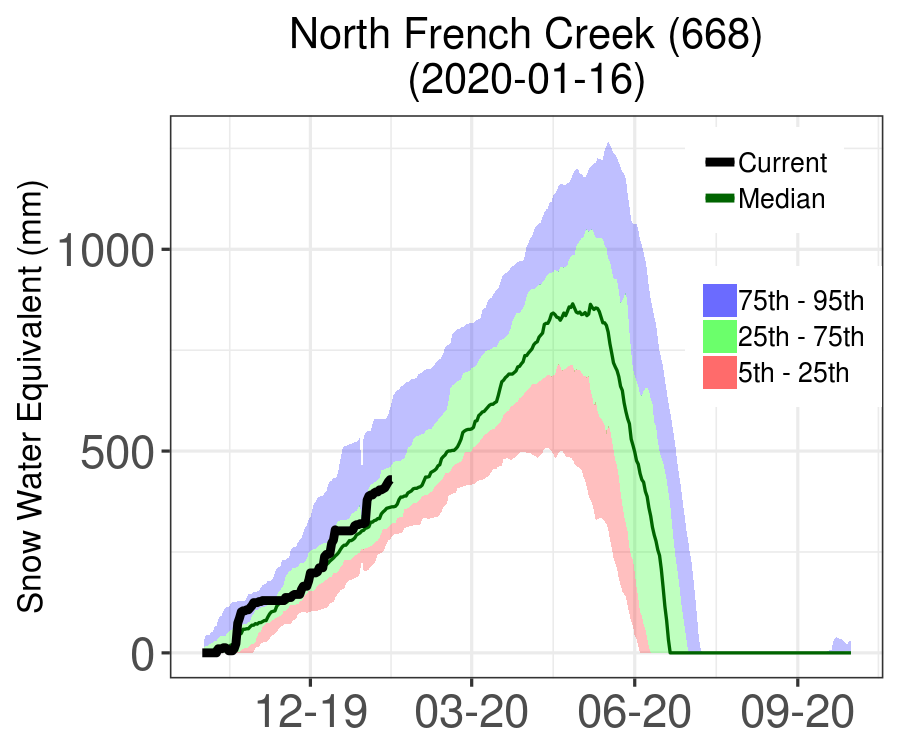 North French Creek (668)
(2020-01-16)
Snow Water Equivalent (mm)
1000
500
0
12-19
03-20
06-20
09-20
Current
Median
75th - 95th
25th - 75th
5th - 25th